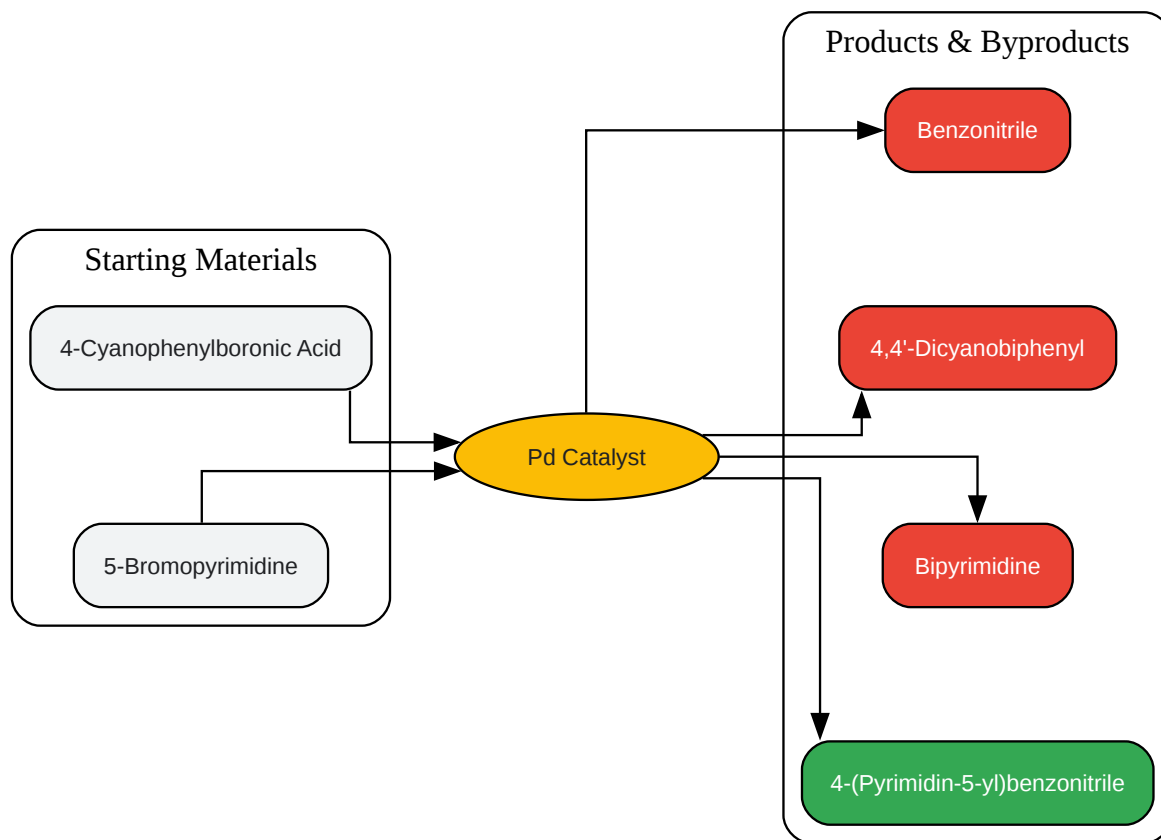 Starting Materials
4-Cyanophenylboronic Acid
5-Bromopyrimidine
Pd Catalyst
Products & Byproducts
Benzonitrile
4,4'-Dicyanobiphenyl
Bipyrimidine
4-(Pyrimidin-5-yl)benzonitrile